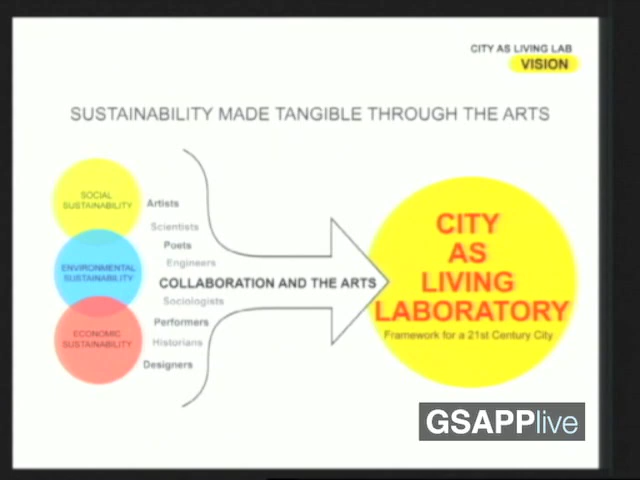 CITY AS LIVING LAB
VISION
SUSTAINABILITY MADE TANGIBLE THROUGH THE ARTS
SOCIAL
SUSTAINABILITY
ENVIRONMENTAL
SUSTAINABILITY
ECONOMIC
SUSTAINABILITY
Artists
Scientists
Poets
Engineers
COLLABORATION AND THE ARTS
Sociologists
Performers
Historians
Designers
CITY
AS
LIVING
LABORATORY
Framework for a 21st Century City
GSAPPlive